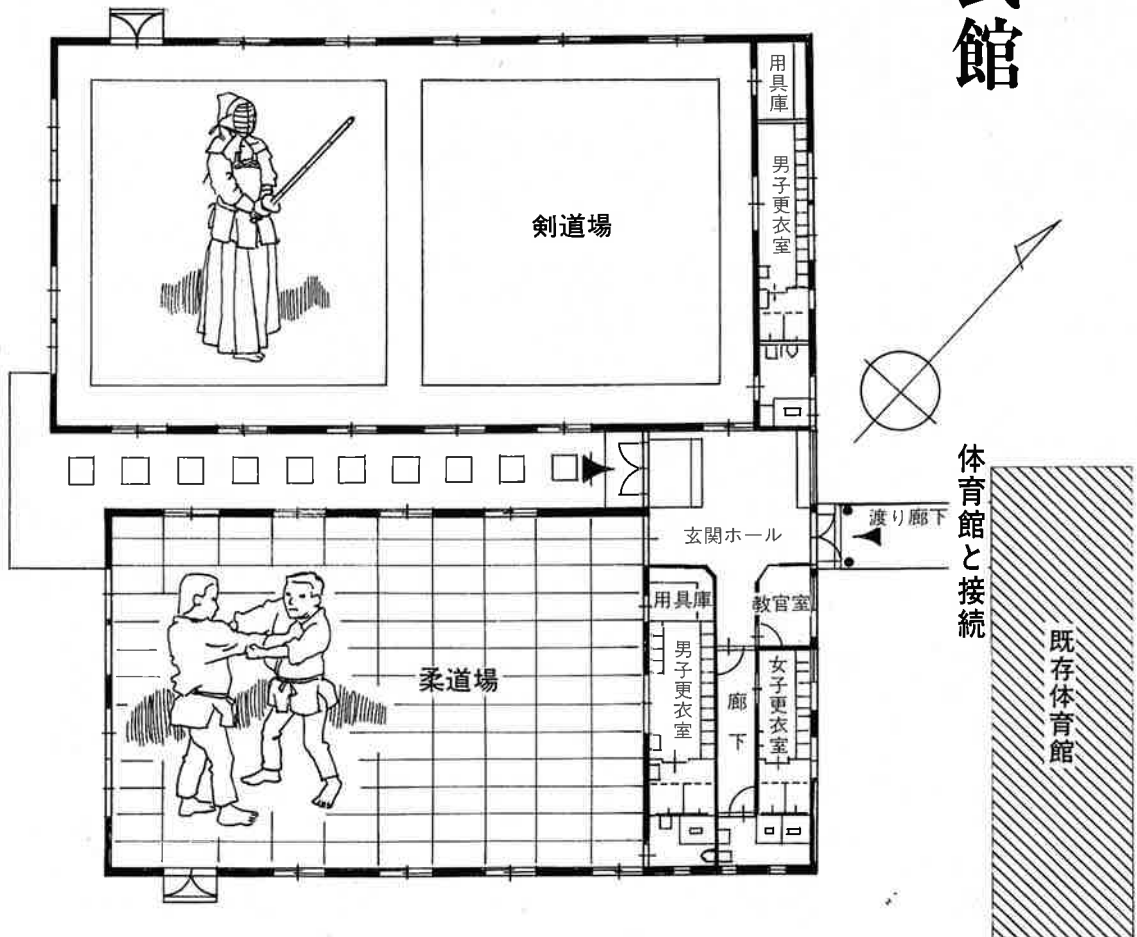 館
用具庫
男子更衣室
剣道場
体育館と接続
渡り廊下
玄関ホール
用具庫
教官室
男子更衣室
廊下
女子更衣室
柔道場
既存体育館